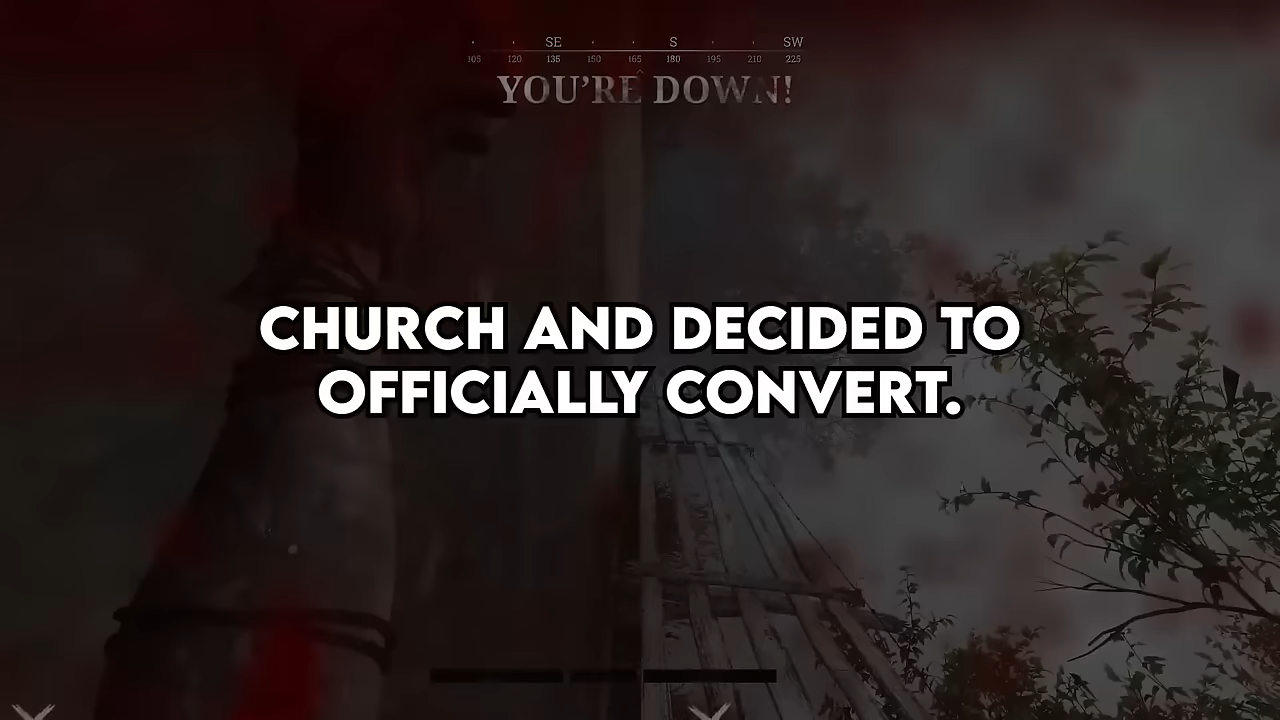 SE S SW
105 120 135 150 165 180 195 210 225
YOU'RE DOWN!
CHURCH AND DECIDED TO
OFFICIALLY CONVERT.